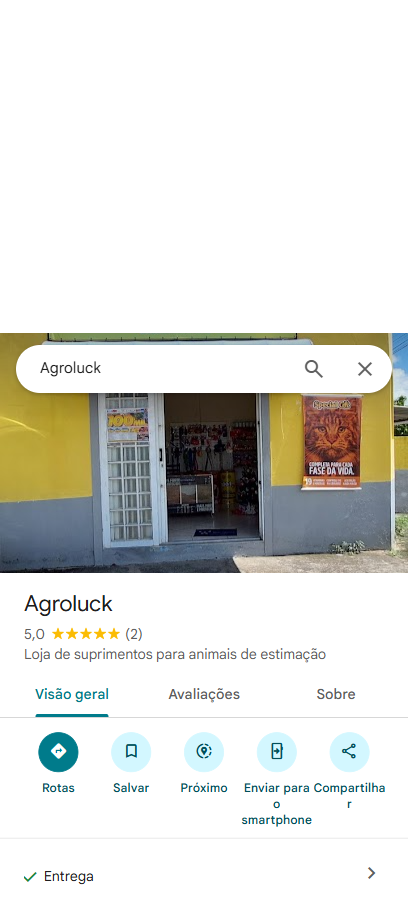 Agroluck
COMPLETA PARA CADA
FASE DA VIDA.
Agroluck
5,0
(2)
Loja de suprimentos para animais de estimação
Visão geral
Avaliações
Sobre
Rotas
Salvar
Próximo
Enviar para
o
smartphone
Compartilha
r
Entrega